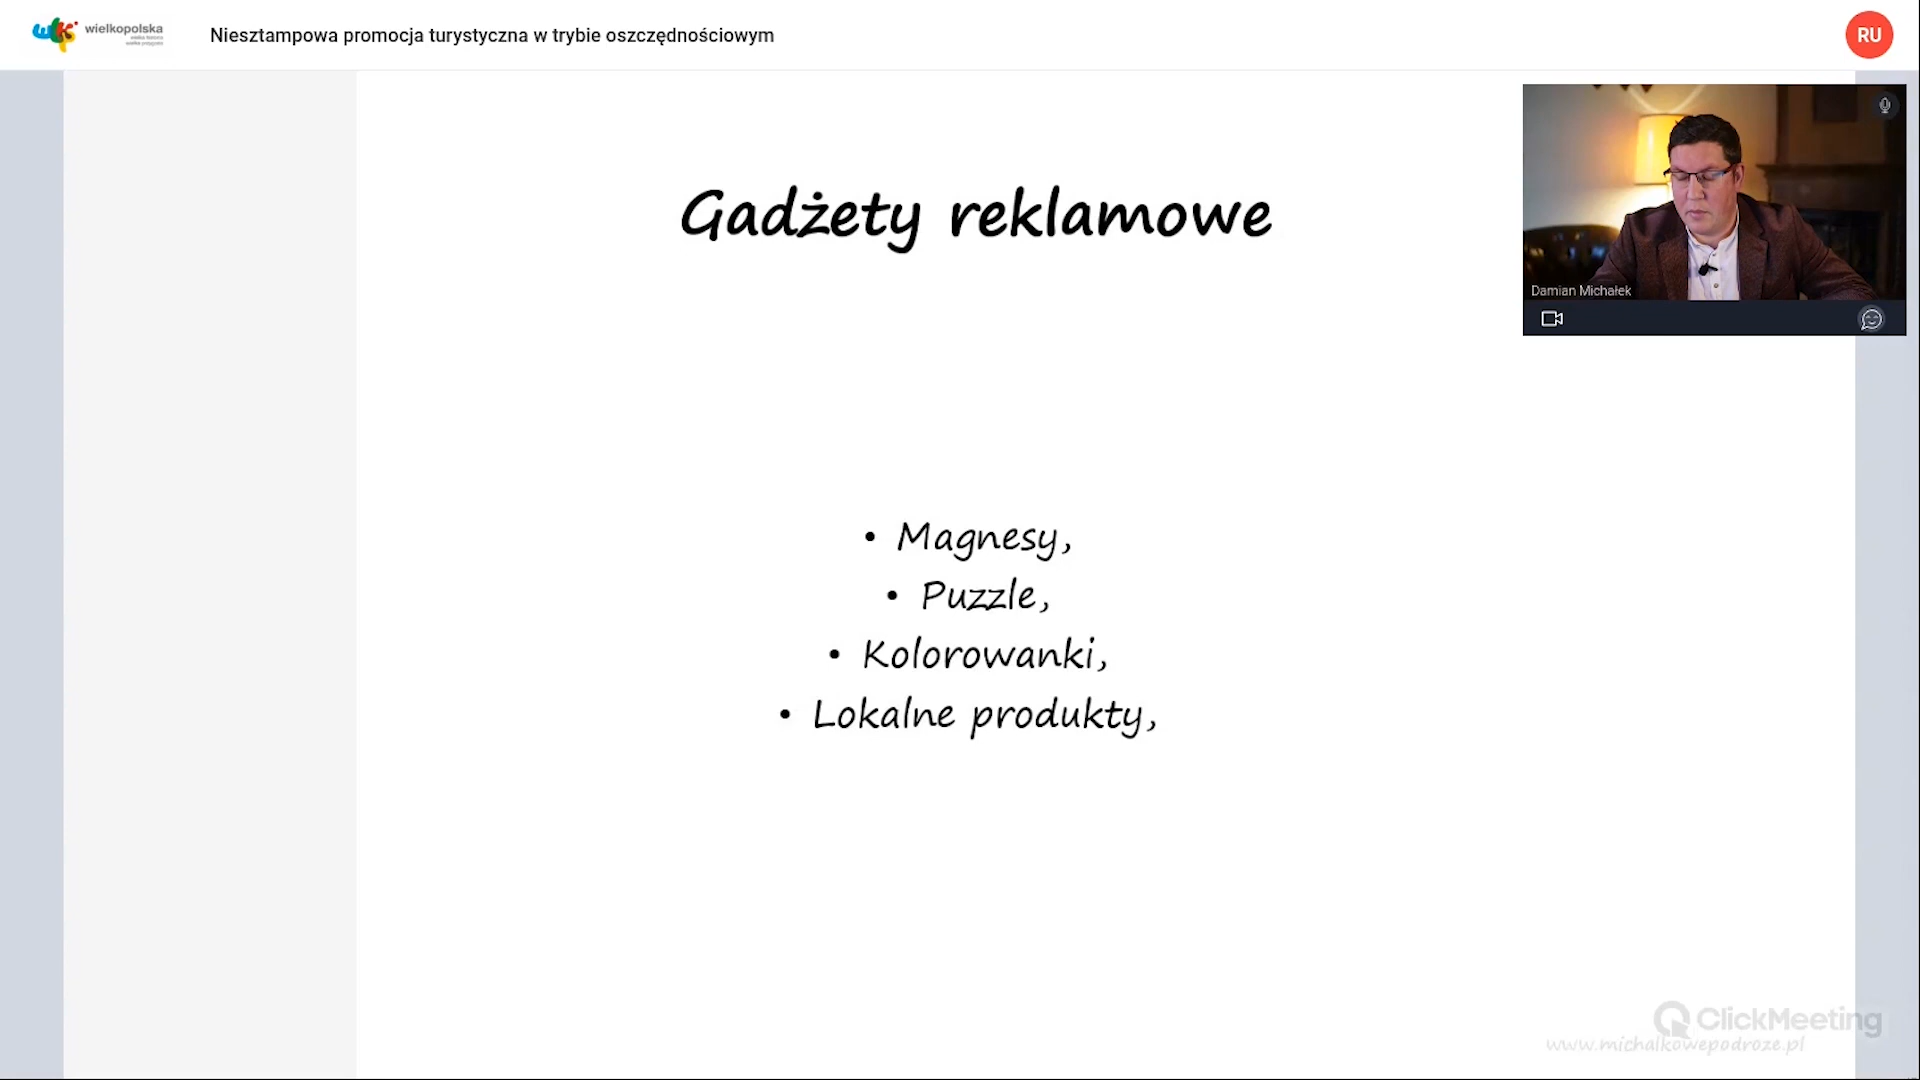 wielkopolska
Niesztampowa promocja turystyczna w trybie oszczędnościowym
RU
Damian Michałek
Gadżety reklamowe
• Magnesy,
• Puzzle,
• Kolorowanki,
• Lokalne produkty,
ClickMeeting
www.michalkowepodroze.pl